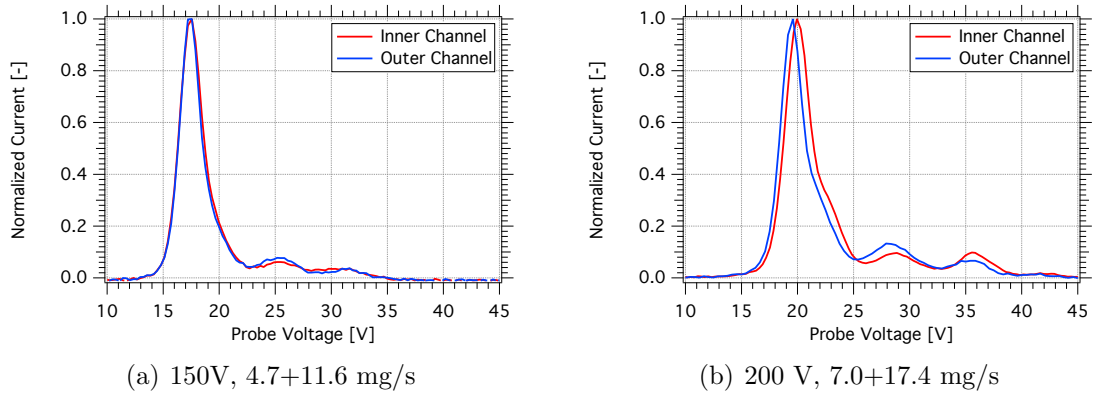 1.0
0.8
0.6
0.4
0.2
0.0
Normalized Current [-]
Inner Channel
Outer Channel
10 15 20 25 30 35 40 45
Probe Voltage [V]
(a) 150V, 4.7+11.6 mg/s
1.0
0.8
0.6
0.4
0.2
0.0
Normalized Current [-]
Inner Channel
Outer Channel
10 15 20 25 30 35 40 45
Probe Voltage [V]
(b) 200 V, 7.0+17.4 mg/s